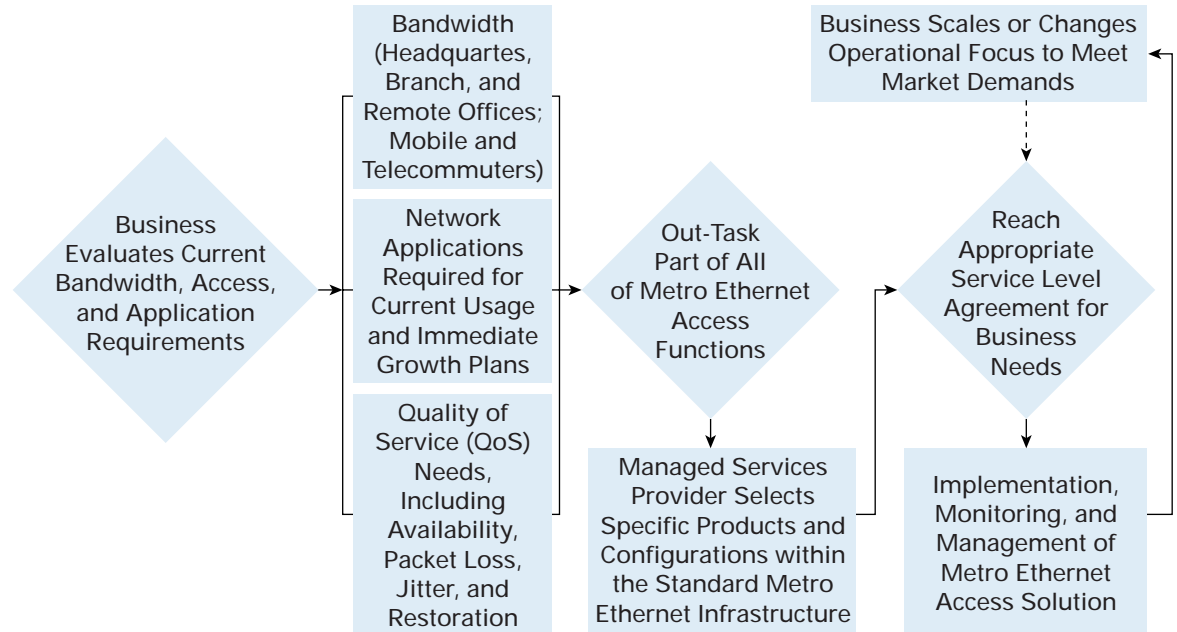 Business
Evaluates Current
Bandwidth, Access,
and Application
Requirements
Bandwidth
(Headquartes,
Branch, and
Remote Offices;
Mobile and
Telecommuters)
Network
Applications
Required for
Current Usage
and Immediate
Growth Plans
Quality of
Service (QoS)
Needs,
Including
Availability,
Packet Loss,
Jitter, and
Restoration
Out-Task
Part of All
of Metro Ethernet
Access
Functions
Managed Services
Provider Selects
Specific Products and
Configurations within
the Standard Metro
Ethernet Infrastructure
Business Scales or Changes
Operational Focus to Meet
Market Demands
Reach
Appropriate
Service Level
Agreement for
Business
Needs
Implementation,
Monitoring, and
Management of
Metro Ethernet
Access Solution